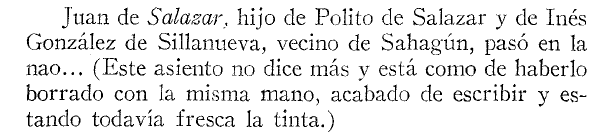 Juan de Salazar, hijo de Polito de Salazar y de Inés
González de Sillanueva, vecino de Sahagún, pasó en la
nao... (Este asiento no dice más y está como de haberlo
borrado con la misma mano, acabado de escribir y es-
tando todavía fresca la tinta.)